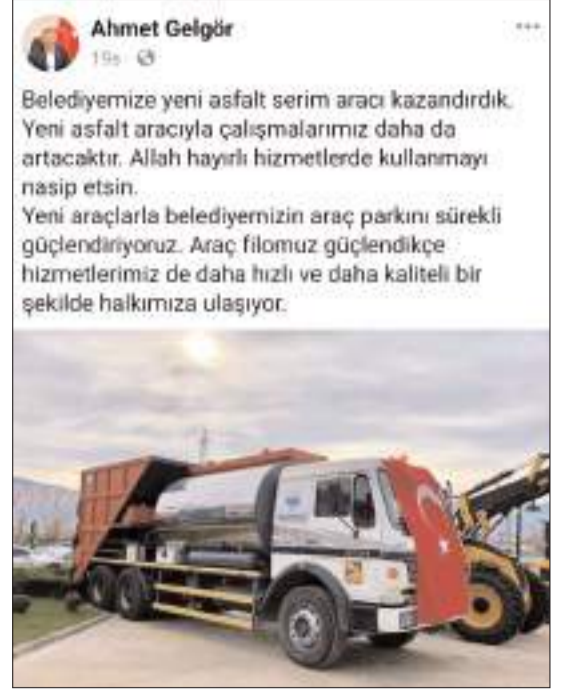 Ahmet Gelgör
19s
Belediyemize yeni asfalt serim aracı kazandırdık.
Yeni asfalt aracıyla çalışmalarımız daha da
artacaktır. Allah hayırlı hizmetlerde kullanmayı
nasip etsin.
Yeni araçlarla belediyemizin araç parkını sürekli
güçlendiriyoruz. Araç filomuz güçlendikçe
hizmetlerimiz de daha hızlı ve daha kaliteli bir
şekilde halkımıza ulaşıyor.